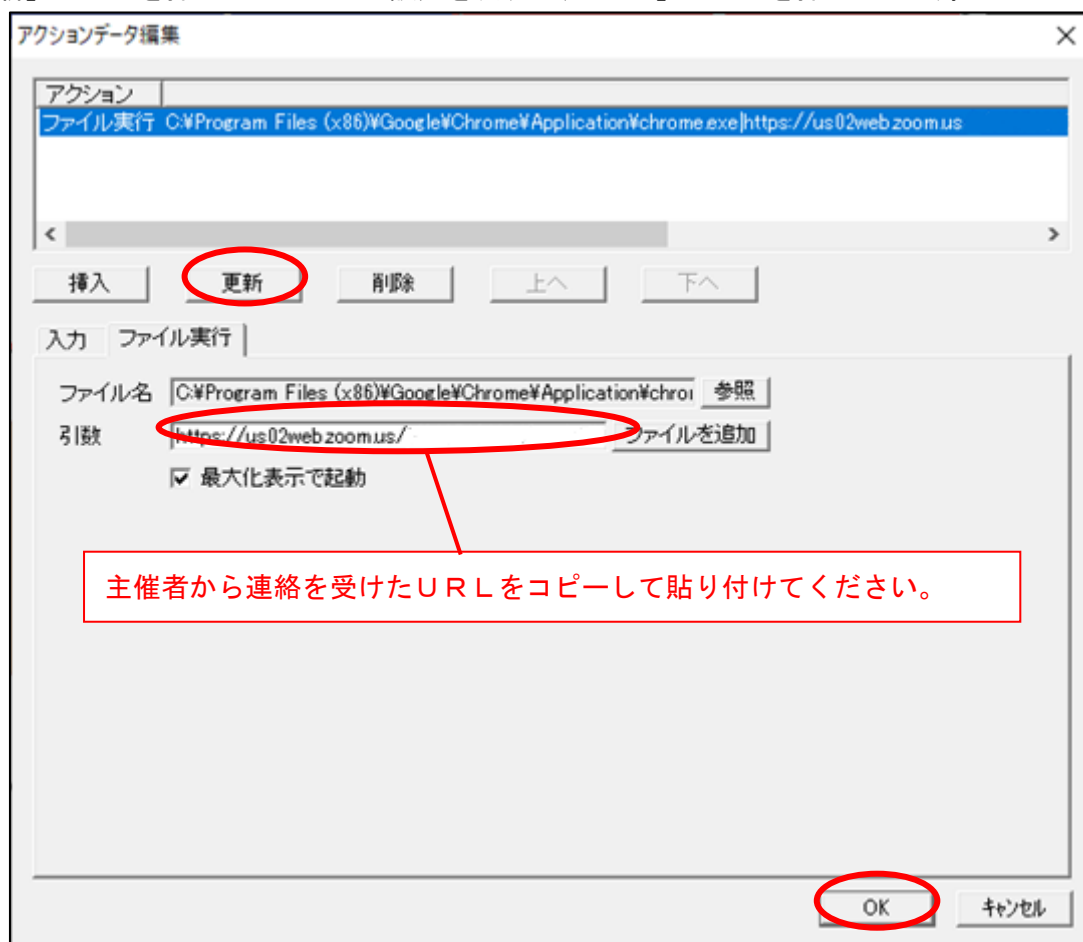 アクションデータ編集
アクション
ファイル実行 C:¥Program Files (x86)¥Google¥Chrome¥Application¥chrome.exe|https://us02web.zoom.us
挿入 更新 削除 上へ 下へ
入力 ファイル実行
ファイル名 C:¥Program Files (x86)¥Google¥Chrome¥Application¥chro 参照
引数 https://us02web.zoom.us/ ファイルを追加
最大化表示で起動
主催者から連絡を受けたURLをコピーして貼り付けてください。
OK キャンセル